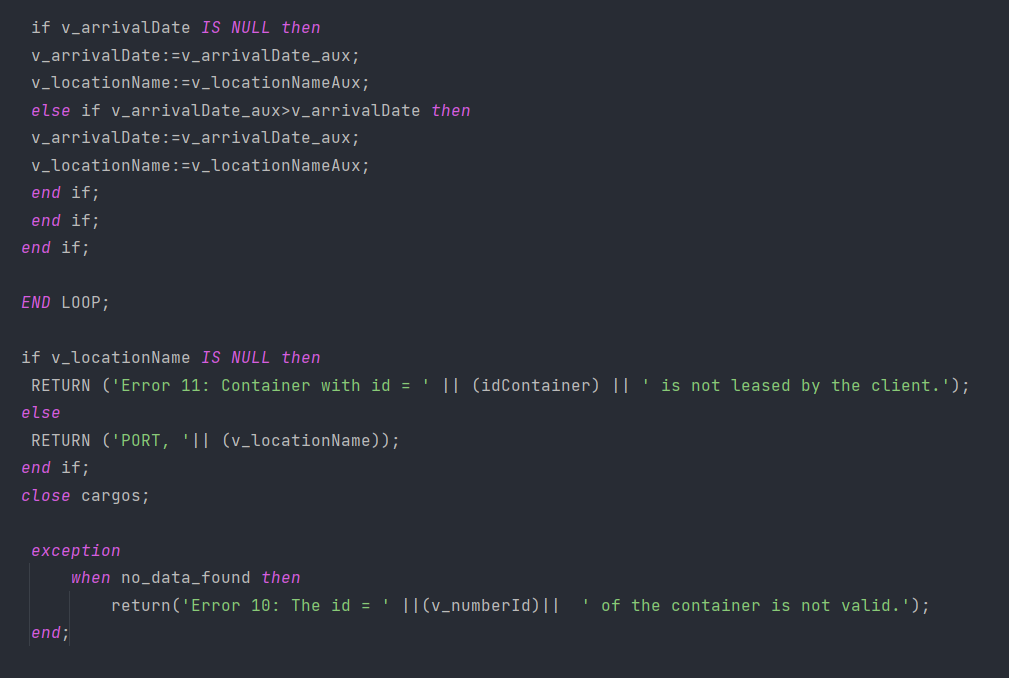 if v_arrivalDate IS NULL then
v_arrivalDate:=v_arrivalDate_aux;
v_locationName:=v_locationNameAux;
else if v_arrivalDate_aux>v_arrivalDate then
v_arrivalDate:=v_arrivalDate_aux;
v_locationName:=v_locationNameAux;
end if;
end if;
end if;
END LOOP;
if v_locationName IS NULL then
RETURN ('Error 11: Container with id = ' || (idContainer) || ' is not leased by the client.');
else
RETURN ('PORT, '|| (v_locationName));
end if;
close cargos;
exception
when no_data_found then
return('Error 10: The id = ' ||(v_numberId)||  ' of the container is not valid.');
end;